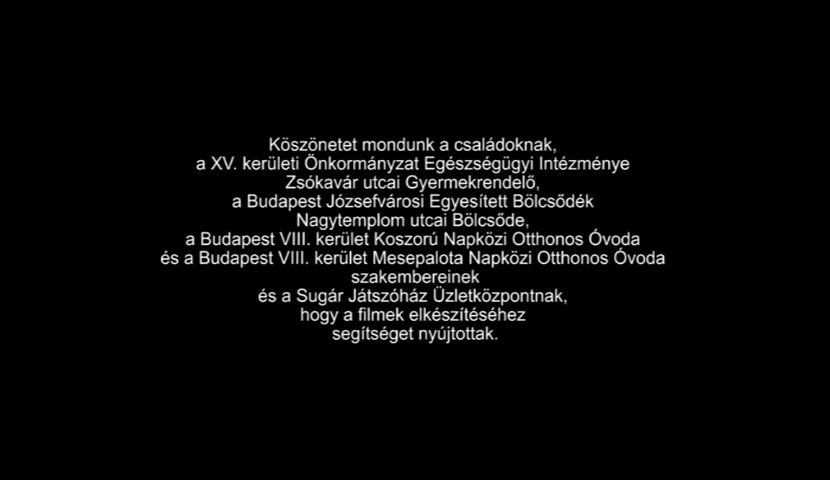 Köszönetet mondunk a családoknak,
a XV. kerületi Önkormányzat Egészségügyi Intézménye
Zsókavár utcai Gyermekrendelő,
a Budapest Józsefvárosi Egyesített Bölcsődék
Nagytemplom utcai Bölcsőde,
a Budapest VIII. kerület Koszorú Napközi Otthonos Óvoda
és a Budapest VIII. kerület Mesepalota Napközi Otthonos Óvoda
szakembereinek
és a Sugár Játszóház Üzletközpontnak,
hogy a filmek elkészítéséhez
segítséget nyújtottak.